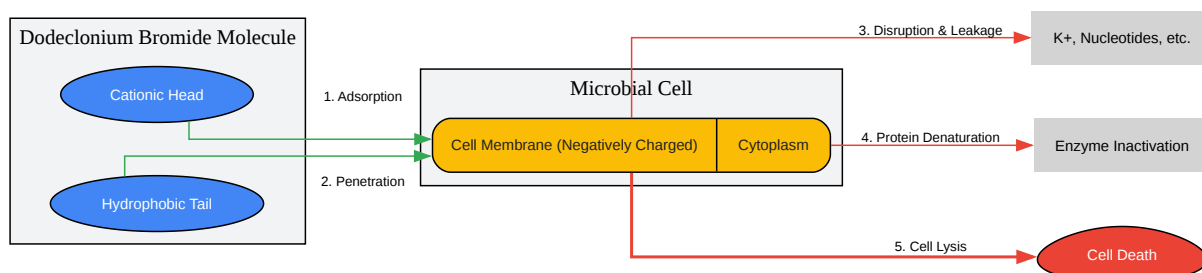 Dodeclonium Bromide Molecule
Cationic Head
Hydrophobic Tail
1. Adsorption
2. Penetration
Microbial Cell
Cell Membrane (Negatively Charged)
Cytoplasm
3. Disruption & Leakage
K+, Nucleotides, etc.
4. Protein Denaturation
Enzyme Inactivation
5. Cell Lysis
Cell Death